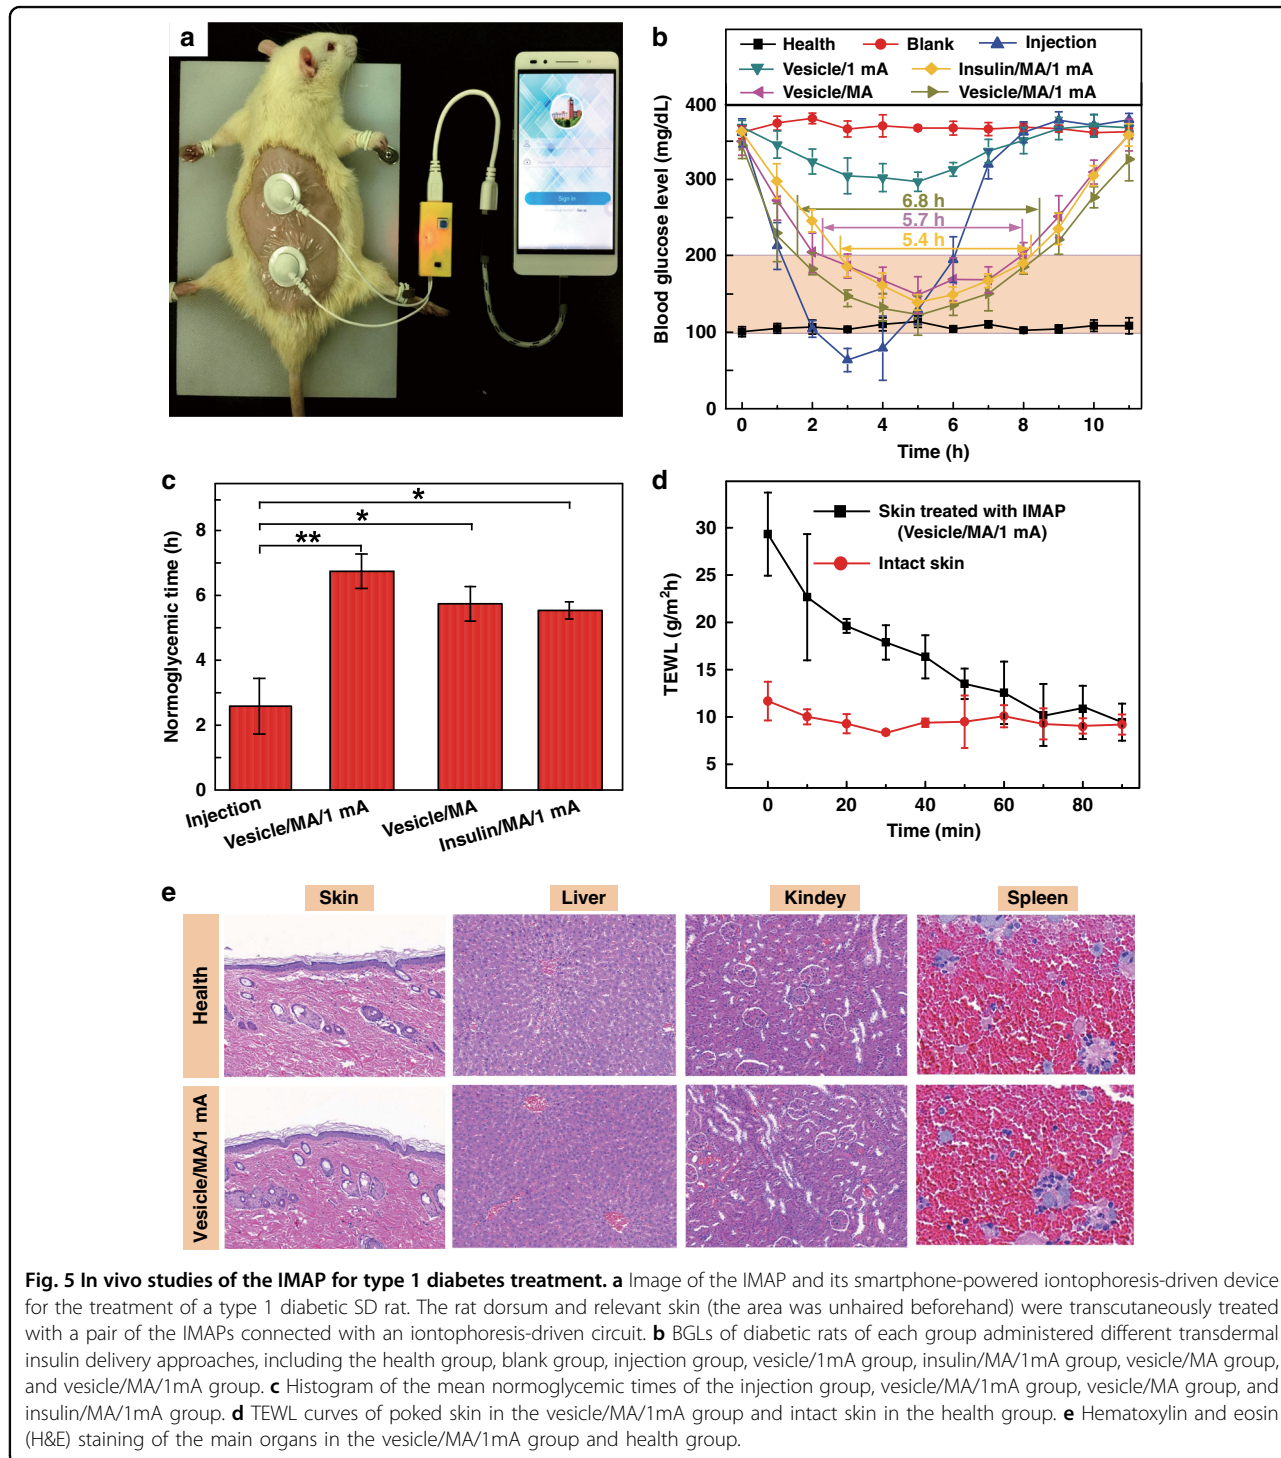 a
Sign in
b
Health
Blank
Injection
Vesicle/1 mA
Insulin/MA/1 mA
Vesicle/MA
Vesicle/MA/1 mA
Blood glucose level (mg/dL)
400
300
200
100
0
6.8 h
5.7 h
5.4 h
0 2 4 6 8 10
Time (h)
c
Normoglycemic time (h)
8
6
4
2
0
*
*
**
Injection
Vesicle/MA/1 mA
Vesicle/MA
Insulin/MA/1 mA
d
TEWL (g/m²h)
30
25
20
15
10
5
Skin treated with IMAP
(Vesicle/MA/1 mA)
Intact skin
0 20 40 60 80
Time (min)
e
Skin Liver Kindey Spleen
Health
Vesicle/MA/1 mA
Fig. 5 In vivo studies of the IMAP for type 1 diabetes treatment. a Image of the IMAP and its smartphone-powered iontophoresis-driven device
for the treatment of a type 1 diabetic SD rat. The rat dorsum and relevant skin (the area was unhaired beforehand) were transcutaneously treated
with a pair of the IMAPs connected with an iontophoresis-driven circuit. b BGLs of diabetic rats of each group administered different transdermal
insulin delivery approaches, including the health group, blank group, injection group, vesicle/1mA group, insulin/MA/1mA group, vesicle/MA group,
and vesicle/MA/1mA group. c Histogram of the mean normoglycemic times of the injection group, vesicle/MA/1mA group, vesicle/MA group, and
insulin/MA/1mA group. d TEWL curves of poked skin in the vesicle/MA/1mA group and intact skin in the health group. e Hematoxylin and eosin
(H&E) staining of the main organs in the vesicle/MA/1mA group and health group.